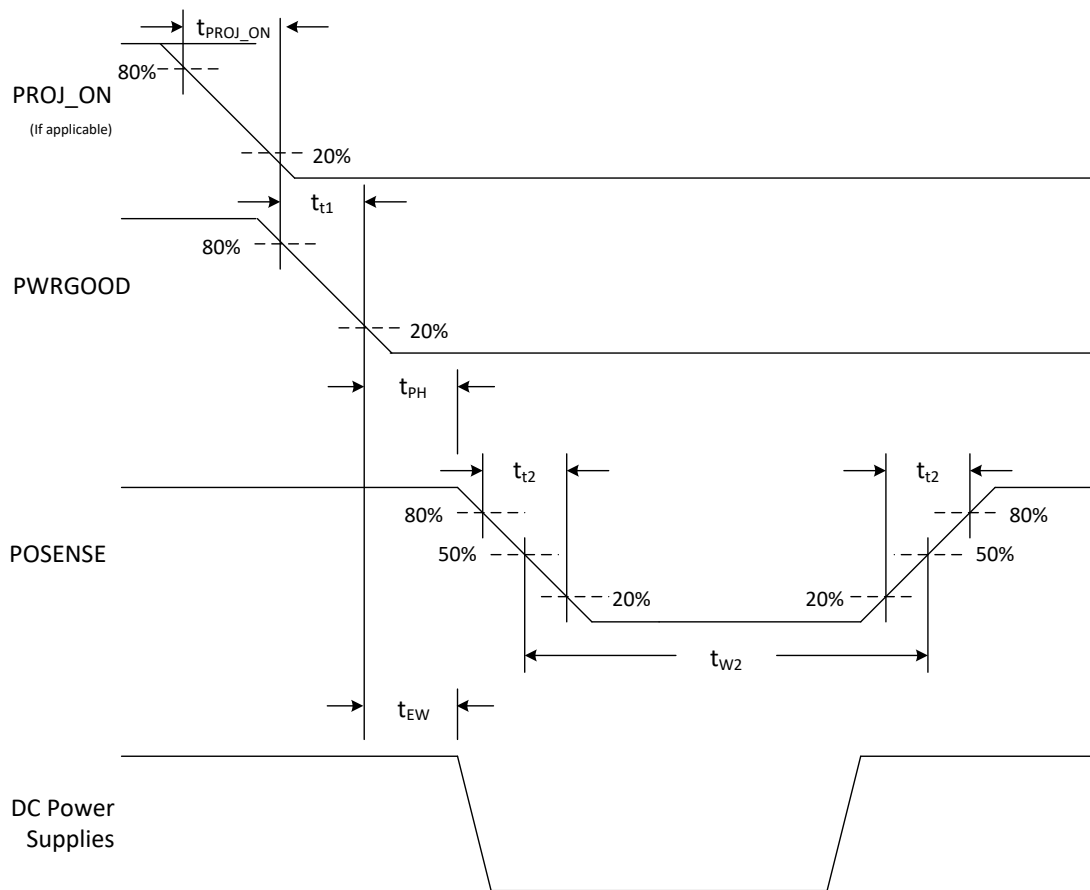 tPROJ_ON
80%
PROJ_ON
(If applicable)
20%
tt1
80%
PWRGOOD
20%
tPH
tt2
tt2
80%
80%
50%
50%
POSENSE
20%
20%
tW2
tEW
DC Power
Supplies